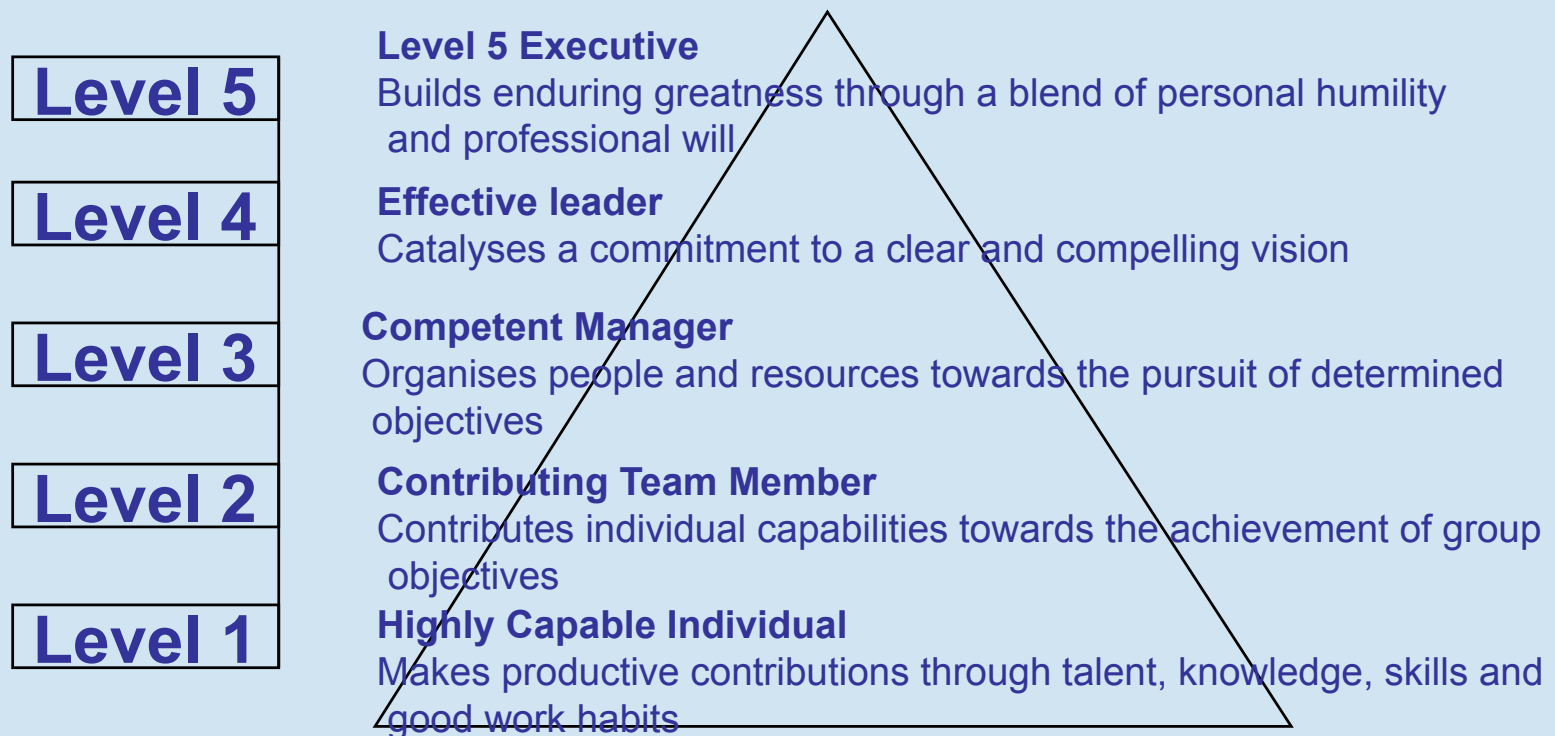 Level 5
Level 5 Executive
Builds enduring greatness through a blend of personal humility
and professional will
Level 4
Effective leader
Catalyses a commitment to a clear and compelling vision
Level 3
Competent Manager
Organises people and resources towards the pursuit of determined
objectives
Level 2
Contributing Team Member
Contributes individual capabilities towards the achievement of group
objectives
Level 1
Highly Capable Individual
Makes productive contributions through talent, knowledge, skills and
good work habits